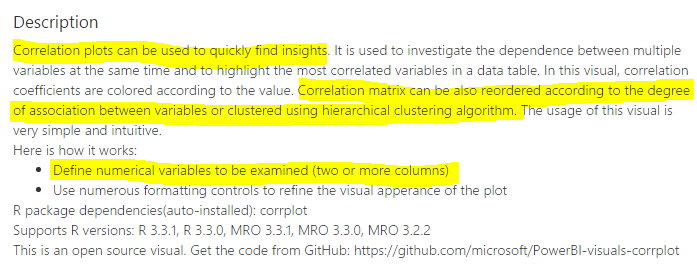 Description
Correlation plots can be used to quickly find insights. It is used to investigate the dependence between multiple
variables at the same time and to highlight the most correlated variables in a data table. In this visual, correlation
coefficients are colored according to the value. Correlation matrix can be also reordered according to the degree
of association between variables or clustered using hierarchical clustering algorithm. The usage of this visual is
very simple and intuitive.
Here is how it works:
• Define numerical variables to be examined (two or more columns)
• Use numerous formatting controls to refine the visual apperance of the plot
R package dependencies(auto-installed): corrplot
Supports R versions: R 3.3.1, R 3.3.0, MRO 3.3.1, MRO 3.3.0, MRO 3.2.2
This is an open source visual. Get the code from GitHub: https://github.com/microsoft/PowerBI-visuals-corrplot